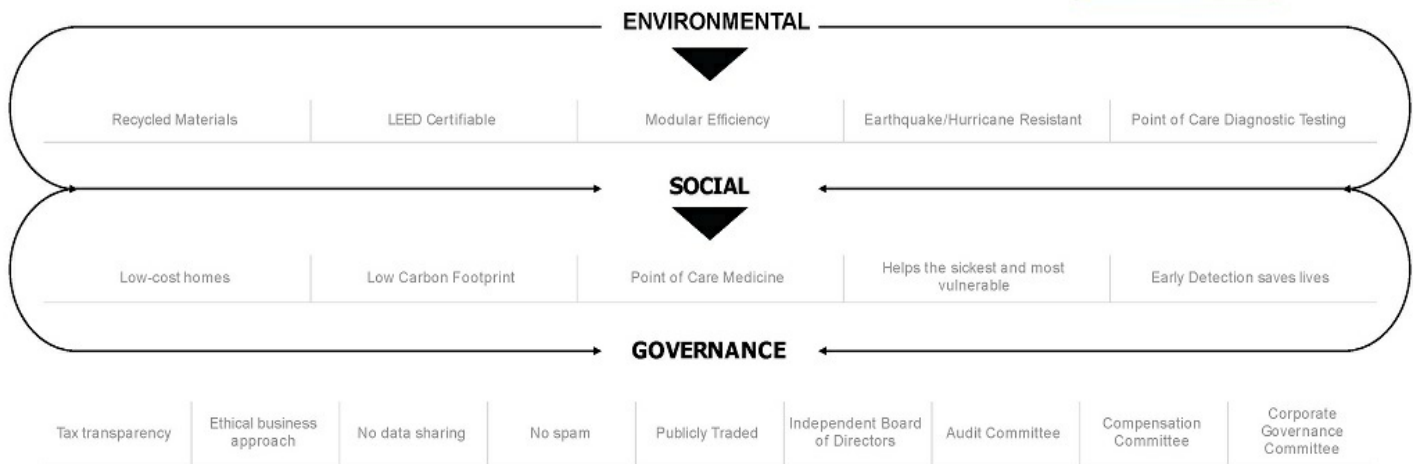 ENVIRONMENTAL
Recycled Materials
LEED Certifiable
Modular Efficiency
Earthquake/Hurricane Resistant
Point of Care Diagnostic Testing
SOCIAL
Low-cost homes
Low Carbon Footprint
Point of Care Medicine
Helps the sickest and most
vulnerable
Early Detection saves lives
GOVERNANCE
Tax transparency
Ethical business
approach
No data sharing
No spam
Publicly Traded
Independent Board
of Directors
Audit Committee
Compensation
Committee
Corporate
Governance
Committee